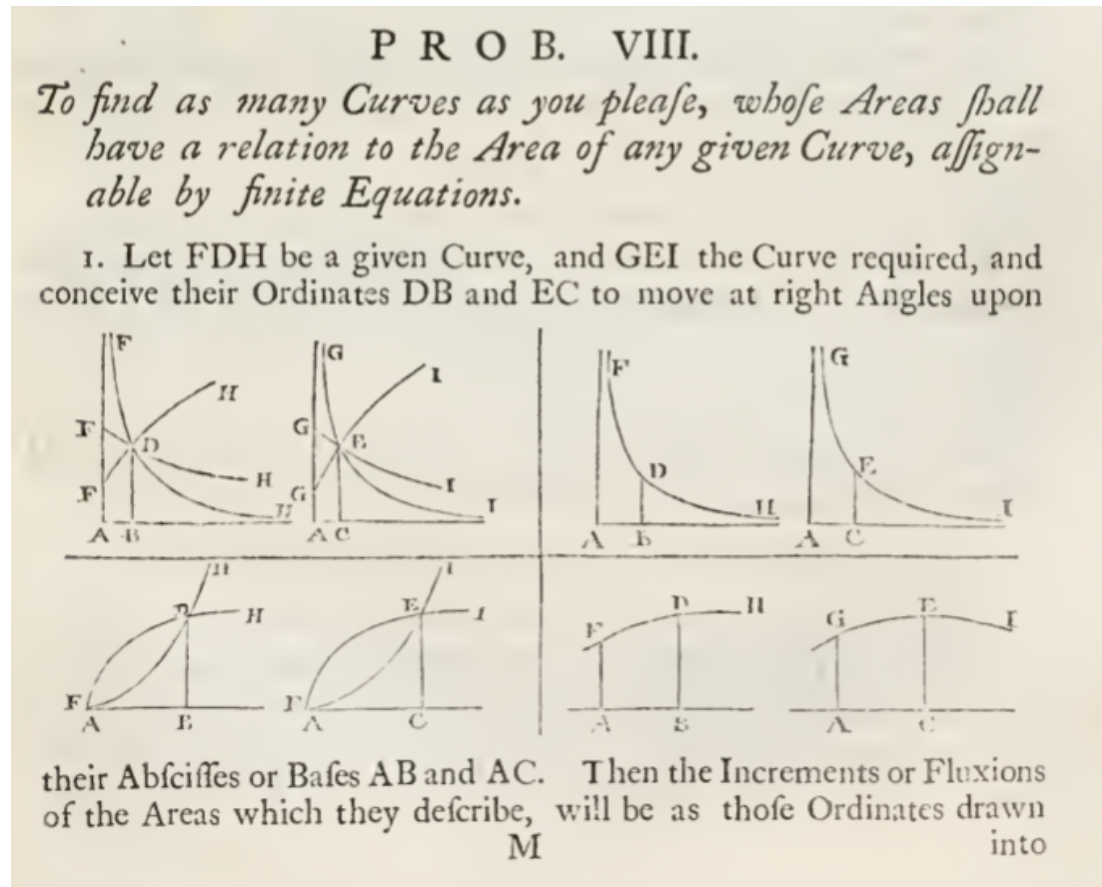 PROB. VIII.
To find as many Curves as you pleaſe, whoſe Areas ſhall
have a relation to the Area of any given Curve, aſſign-
able by finite Equations.
1. Let FDH be a given Curve, and GEI the Curve required, and
conceive their Ordinates DB and EC to move at right Angles upon
F H F D H F H A B
G I G E I G I A C
F D H A B
G E I A C
H D H F A B
I E I F A C
F D H A B
G E I A C
their Abſciſſes or Baſes AB and AC. Then the Increments or Fluxions
of the Areas which they deſcribe, will be as thoſe Ordinates drawn
M into